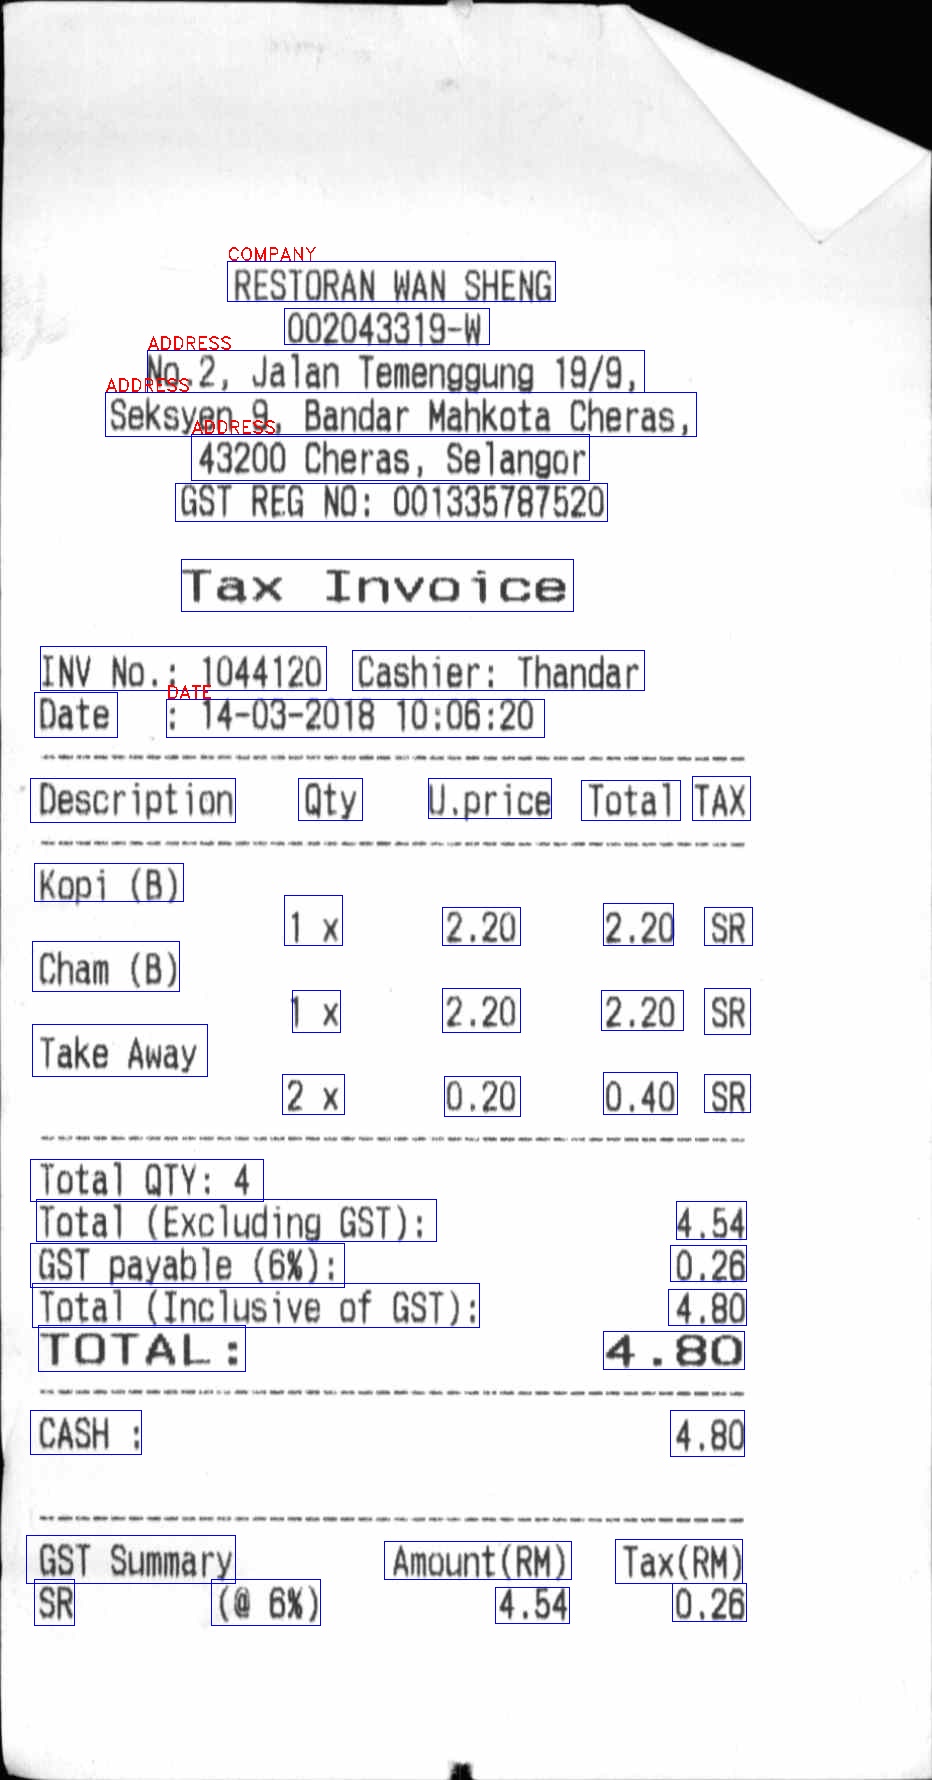 COMPANY
RESTORAN WAN SHENG
002043319-W
ADDRESS
No.2, Jalan Temenggung 19/9,
ADDRESS
Seksyen 9, Bandar Mahkota Cheras,
ADDRESS
43200 Cheras, Selangor
GST REG NO: 001335787520
Tax Invoice
INV No.: 1044120 Cashier: Thandar
DATE
Date : 14-03-2018 10:06:20
Description Qty U.price Total TAX
Kopi (B)
1 x 2.20 2.20 SR
Cham (B)
1 x 2.20 2.20 SR
Take Away
2 x 0.20 0.40 SR
Total QTY: 4
Total (Excluding GST): 4.54
GST payable (6%): 0.26
Total (Inclusive of GST): 4.80
TOTAL: 4.80
CASH : 4.80
GST Summary Amount(RM) Tax(RM)
SR (@ 6%) 4.54 0.26